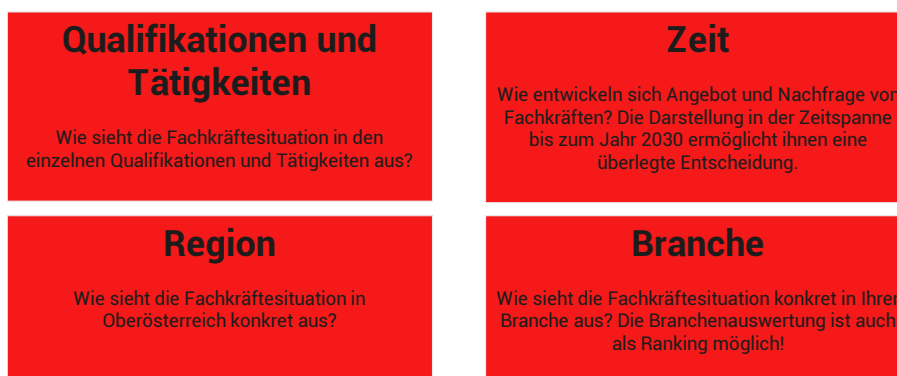 Qualifikationen und
Tätigkeiten
Wie sieht die Fachkräftesituation in den
einzelnen Qualifikationen und Tätigkeiten aus?
Zeit
Wie entwickeln sich Angebot und Nachfrage von
Fachkräften? Die Darstellung in der Zeitspanne
bis zum Jahr 2030 ermöglicht ihnen eine
überlegte Entscheidung.
Region
Wie sieht die Fachkräftesituation in
Oberösterreich konkret aus?
Branche
Wie sieht die Fachkräftesituation konkret in Ihrer
Branche aus? Die Branchenauswertung ist auch
als Ranking möglich!